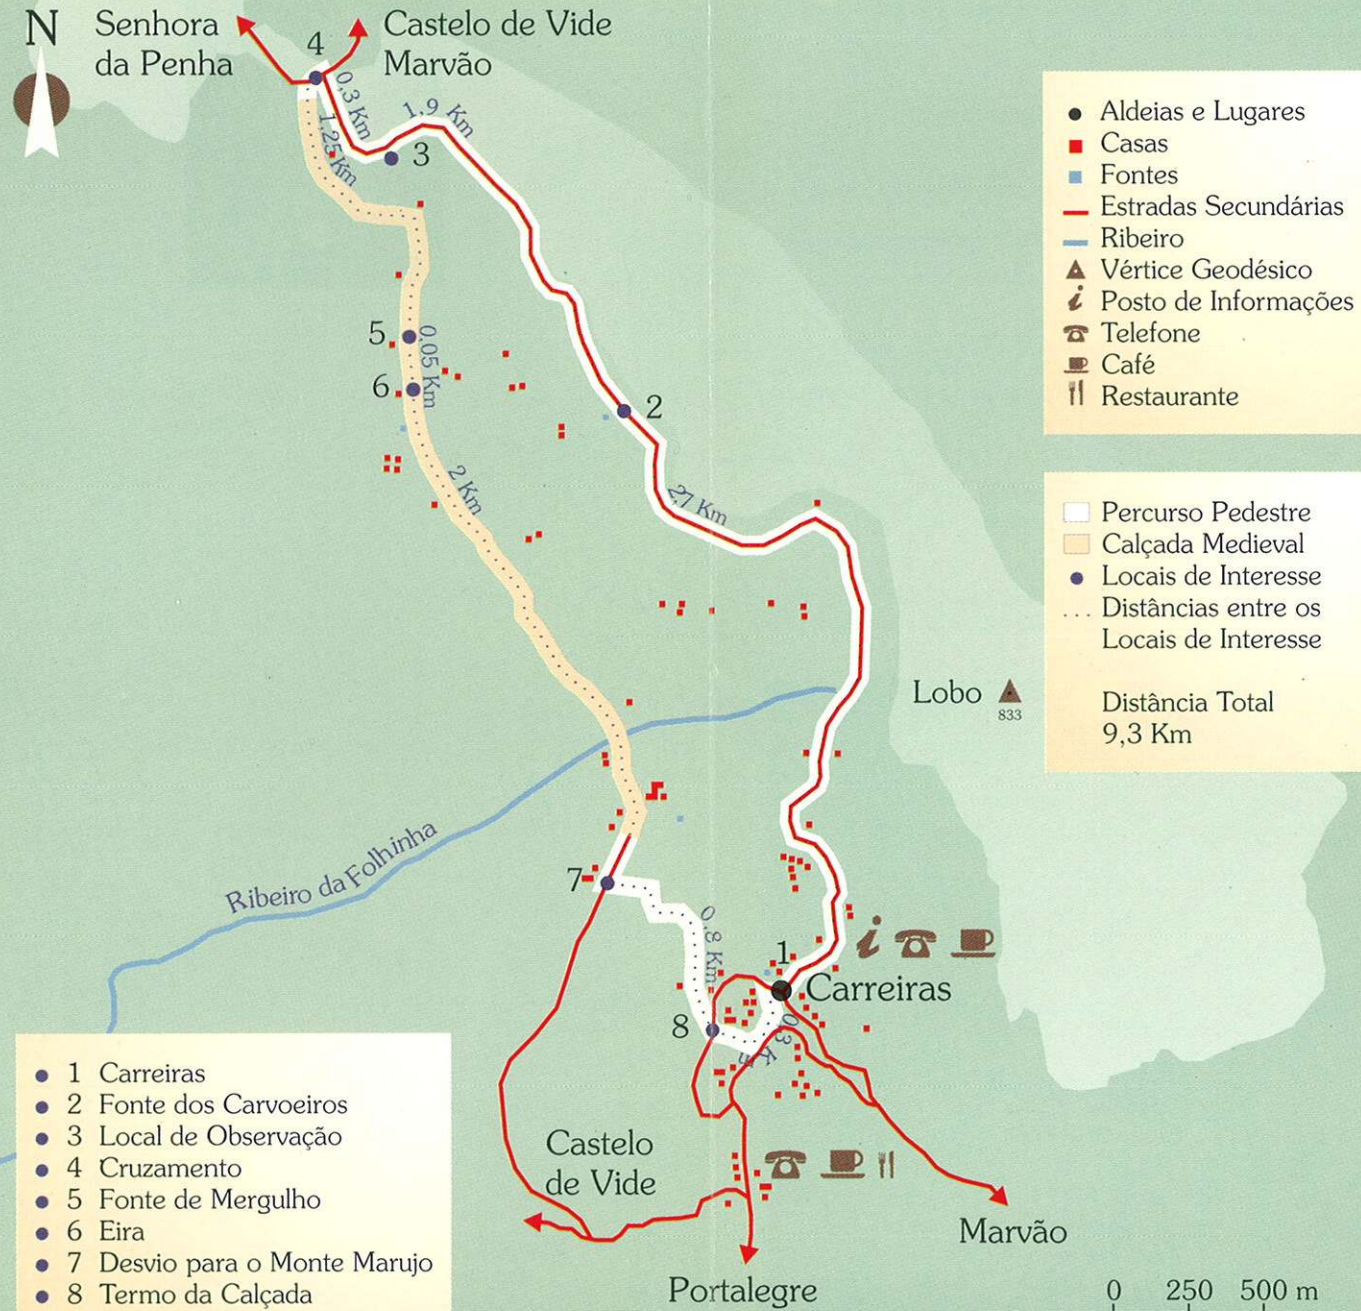 N
Senhora
da Penha
Castelo de Vide
Marvão
4
0,3 Km
1,9 Km
1,25 Km
3
5
0,05 Km
6
2
2 Km
2,7 Km
Lobo
833
Ribeiro da Folhinha
7
0,8 Km
1
Carreiras
8
0,3 Km
Castelo
de Vide
Marvão
Portalegre
0 250 500 m
Aldeias e Lugares
Casas
Fontes
Estradas Secundárias
Ribeiro
Vértice Geodésico
i Posto de Informações
Telefone
Café
Restaurante
Percurso Pedestre
Calçada Medieval
Locais de Interesse
... Distâncias entre os
Locais de Interesse
Distância Total
9,3 Km
1 Carreiras
2 Fonte dos Carvoeiros
3 Local de Observação
4 Cruzamento
5 Fonte de Mergulho
6 Eira
7 Desvio para o Monte Marujo
8 Termo da Calçada
i